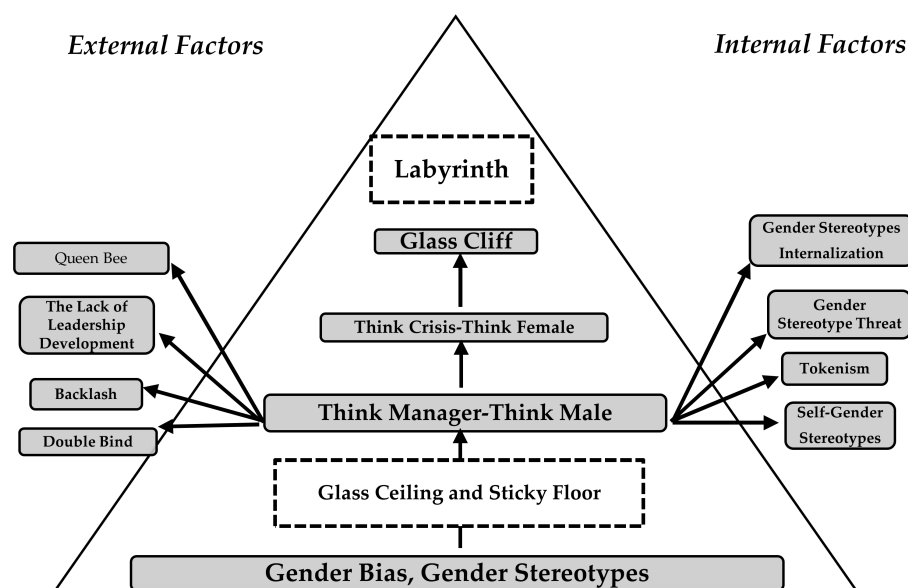 External Factors
Internal Factors
Labyrinth
Glass Cliff
Think Crisis-Think Female
Think Manager-Think Male
Glass Ceiling and Sticky Floor
Gender Bias, Gender Stereotypes
Queen Bee
The Lack of
Leadership
Development
Backlash
Double Bind
Gender Stereotypes
Internalization
Gender
Stereotype Threat
Tokenism
Self-Gender
Stereotypes